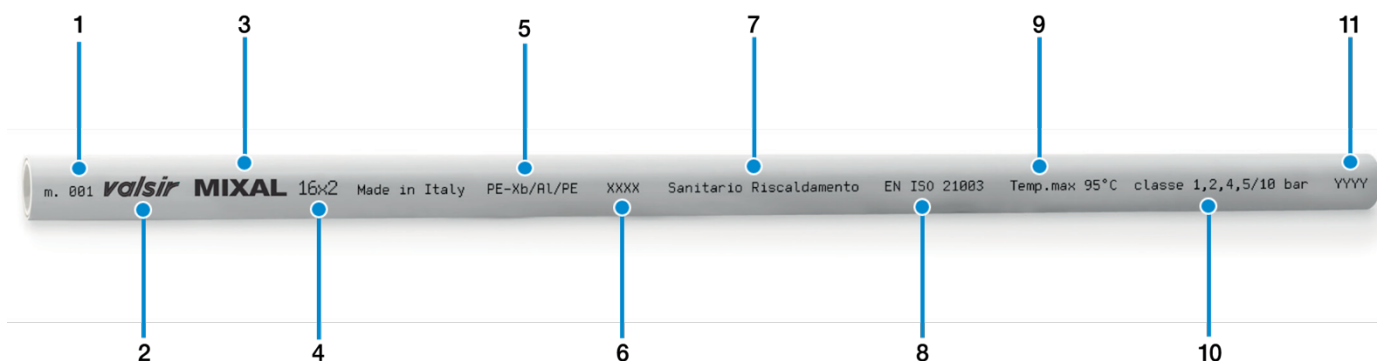 1 3 5 7 9 11
m. 001 valsir MIXAL 16x2 Made in Italy PE-Xb/Al/PE XXXX Sanitario Riscaldamento EN ISO 21003 Temp.max 95°C classe 1,2,4,5/10 bar YYYY
2 4 6 8 10